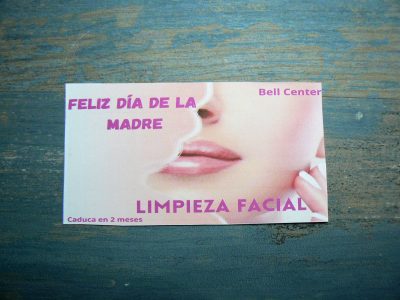 Bell Center
FELIZ DÍA DE LA
MADRE
LIMPIEZA FACIAL
Caduca en 2 meses